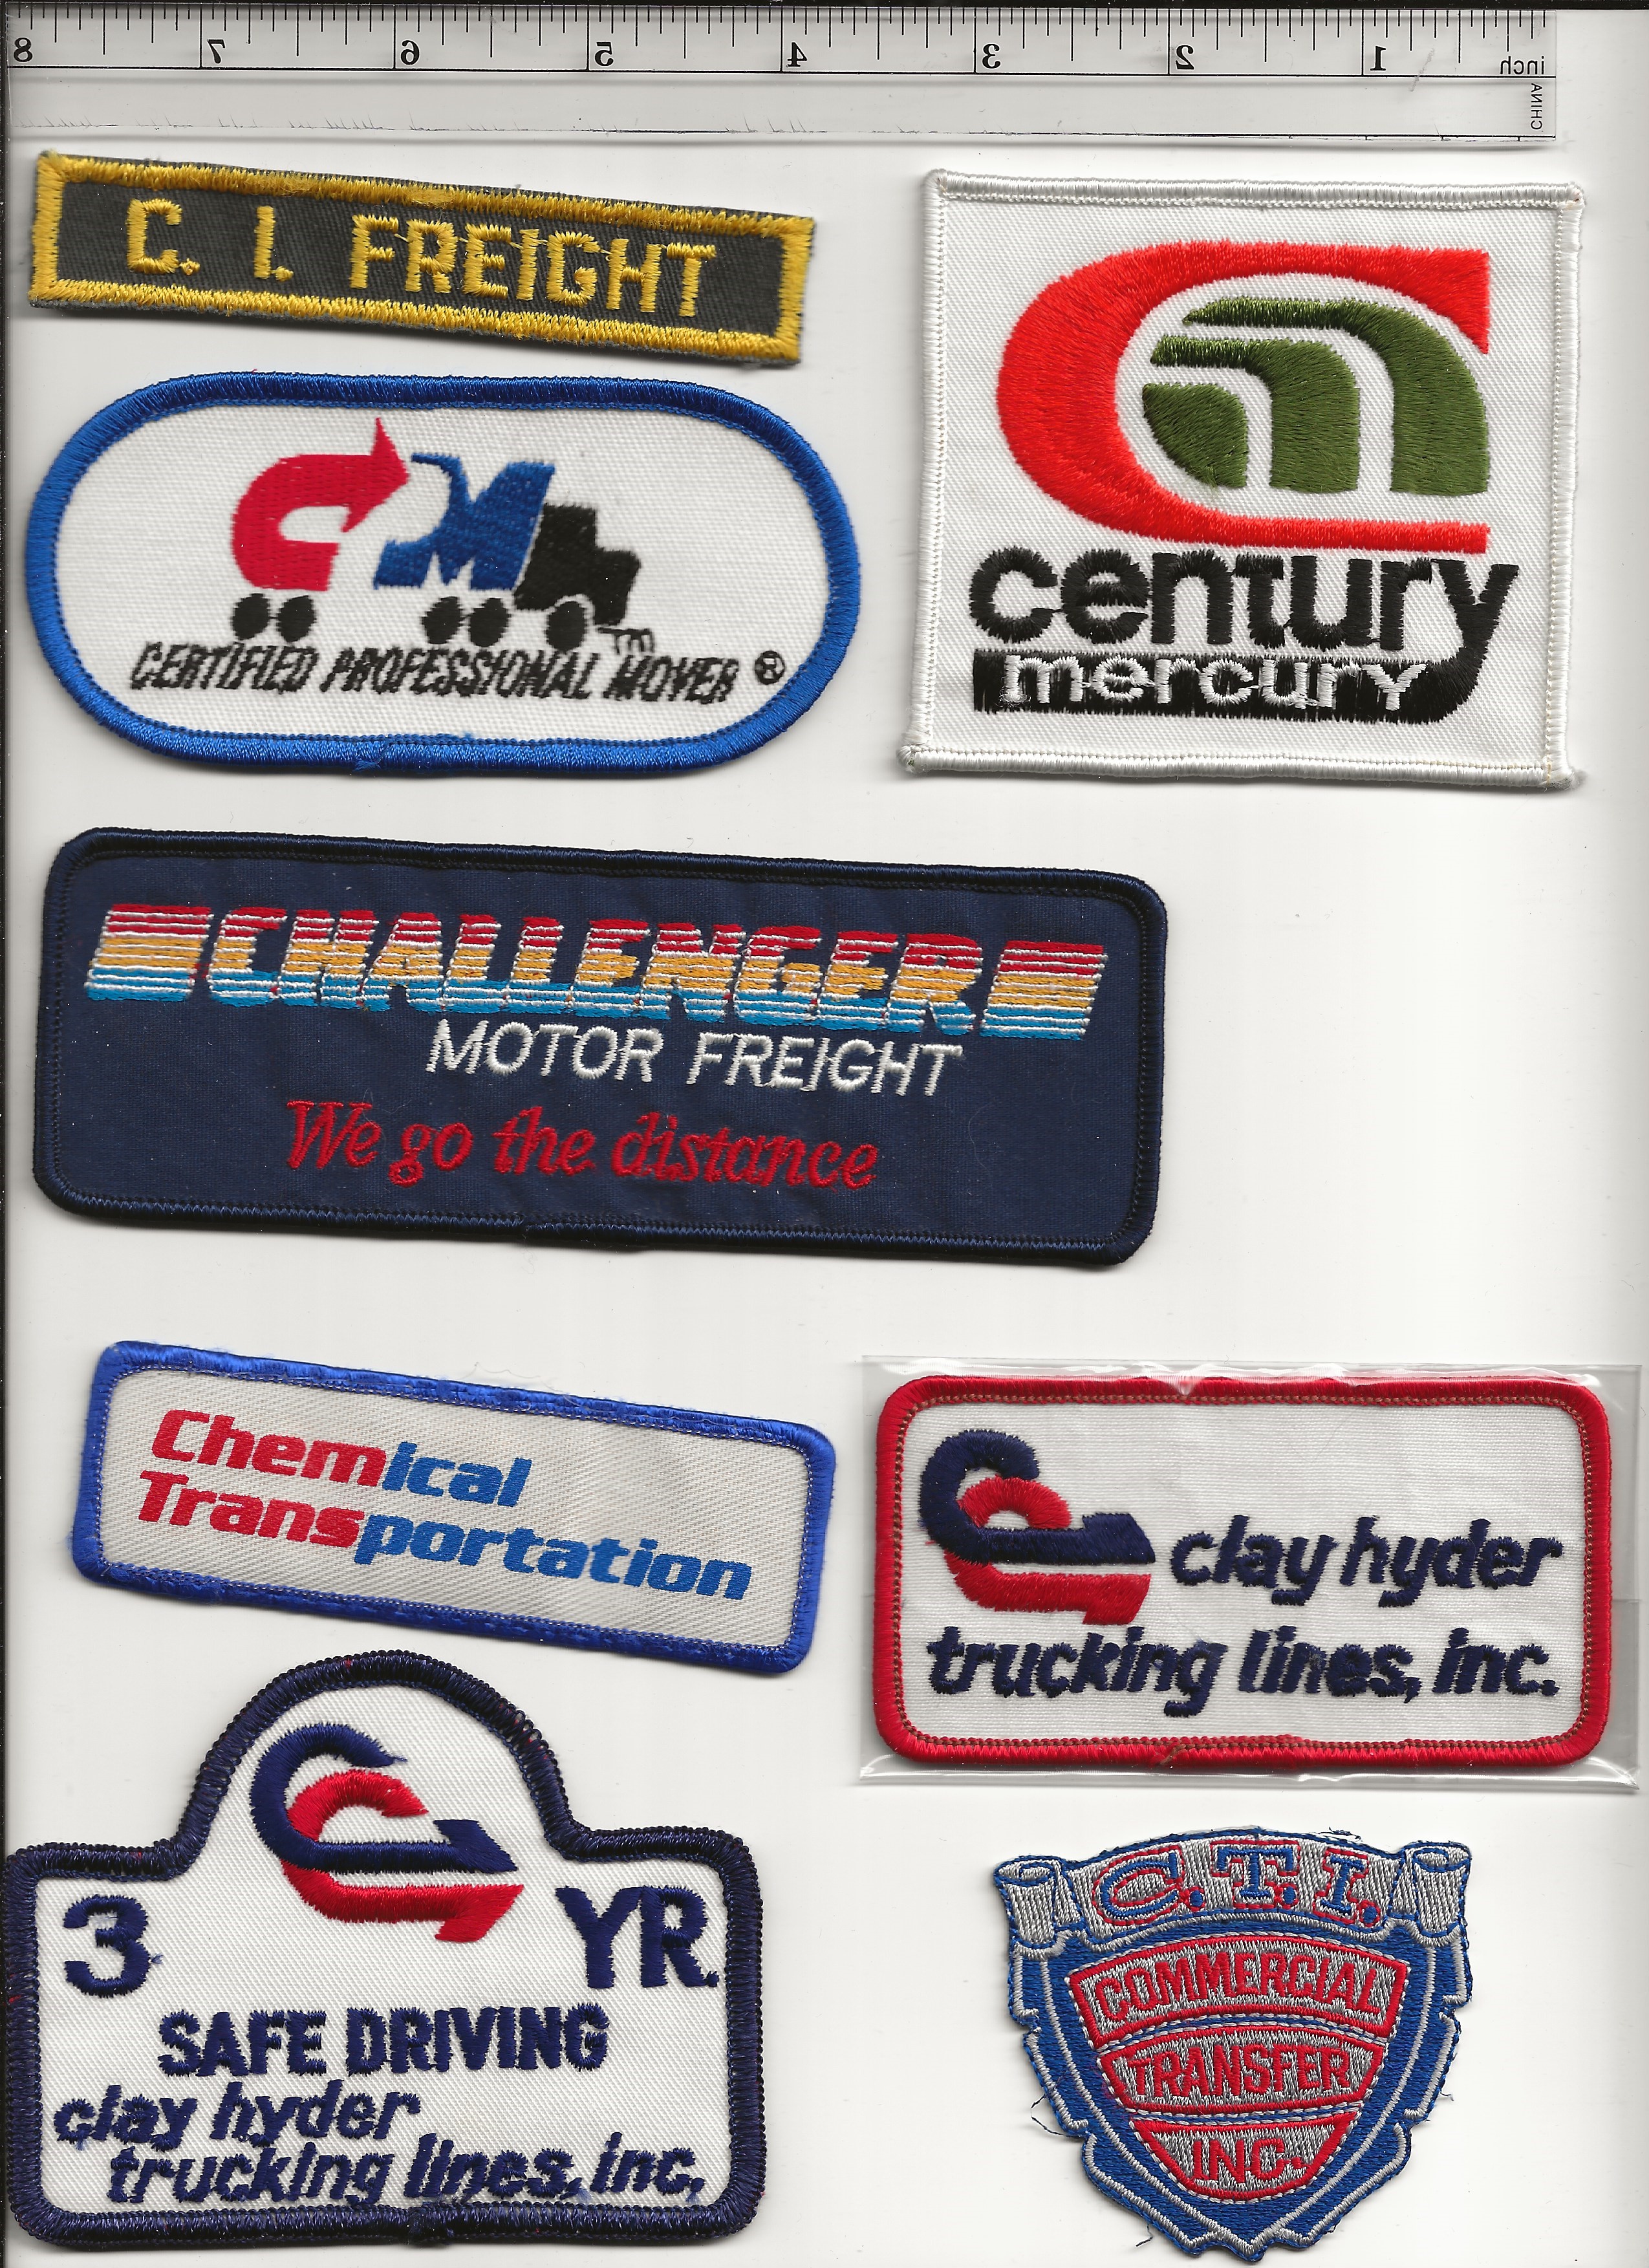 8 7 6 5 4 3 2 1 inch
CHINA
C. I. FREIGHT
CM
CERTIFIED PROFESSIONAL MOVER ®
century
mercury
CHALLENGER
MOTOR FREIGHT
We go the distance
Chemical
Transportation
clay hyder
trucking lines, inc.
3 YR.
SAFE DRIVING
clay hyder
trucking lines, inc.
C.T.I.
COMMERCIAL
TRANSFER
INC.